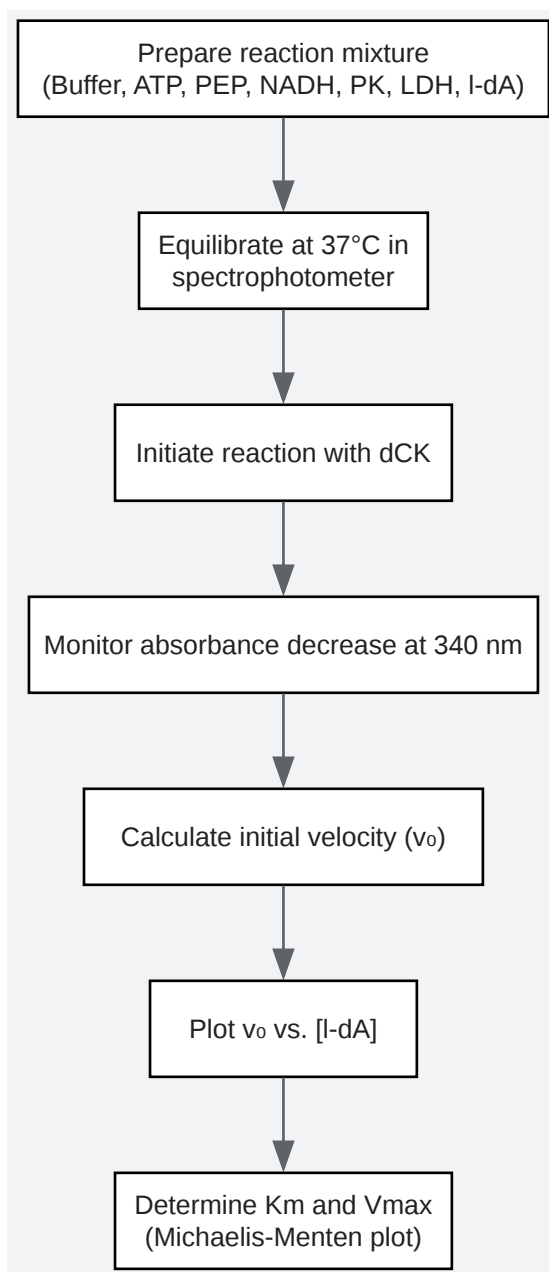 Prepare reaction mixture
(Buffer, ATP, PEP, NADH, PK, LDH, l-dA)
Equilibrate at 37°C in
spectrophotometer
Initiate reaction with dCK
Monitor absorbance decrease at 340 nm
Calculate initial velocity (v₀)
Plot v₀ vs. [l-dA]
Determine Km and Vmax
(Michaelis-Menten plot)